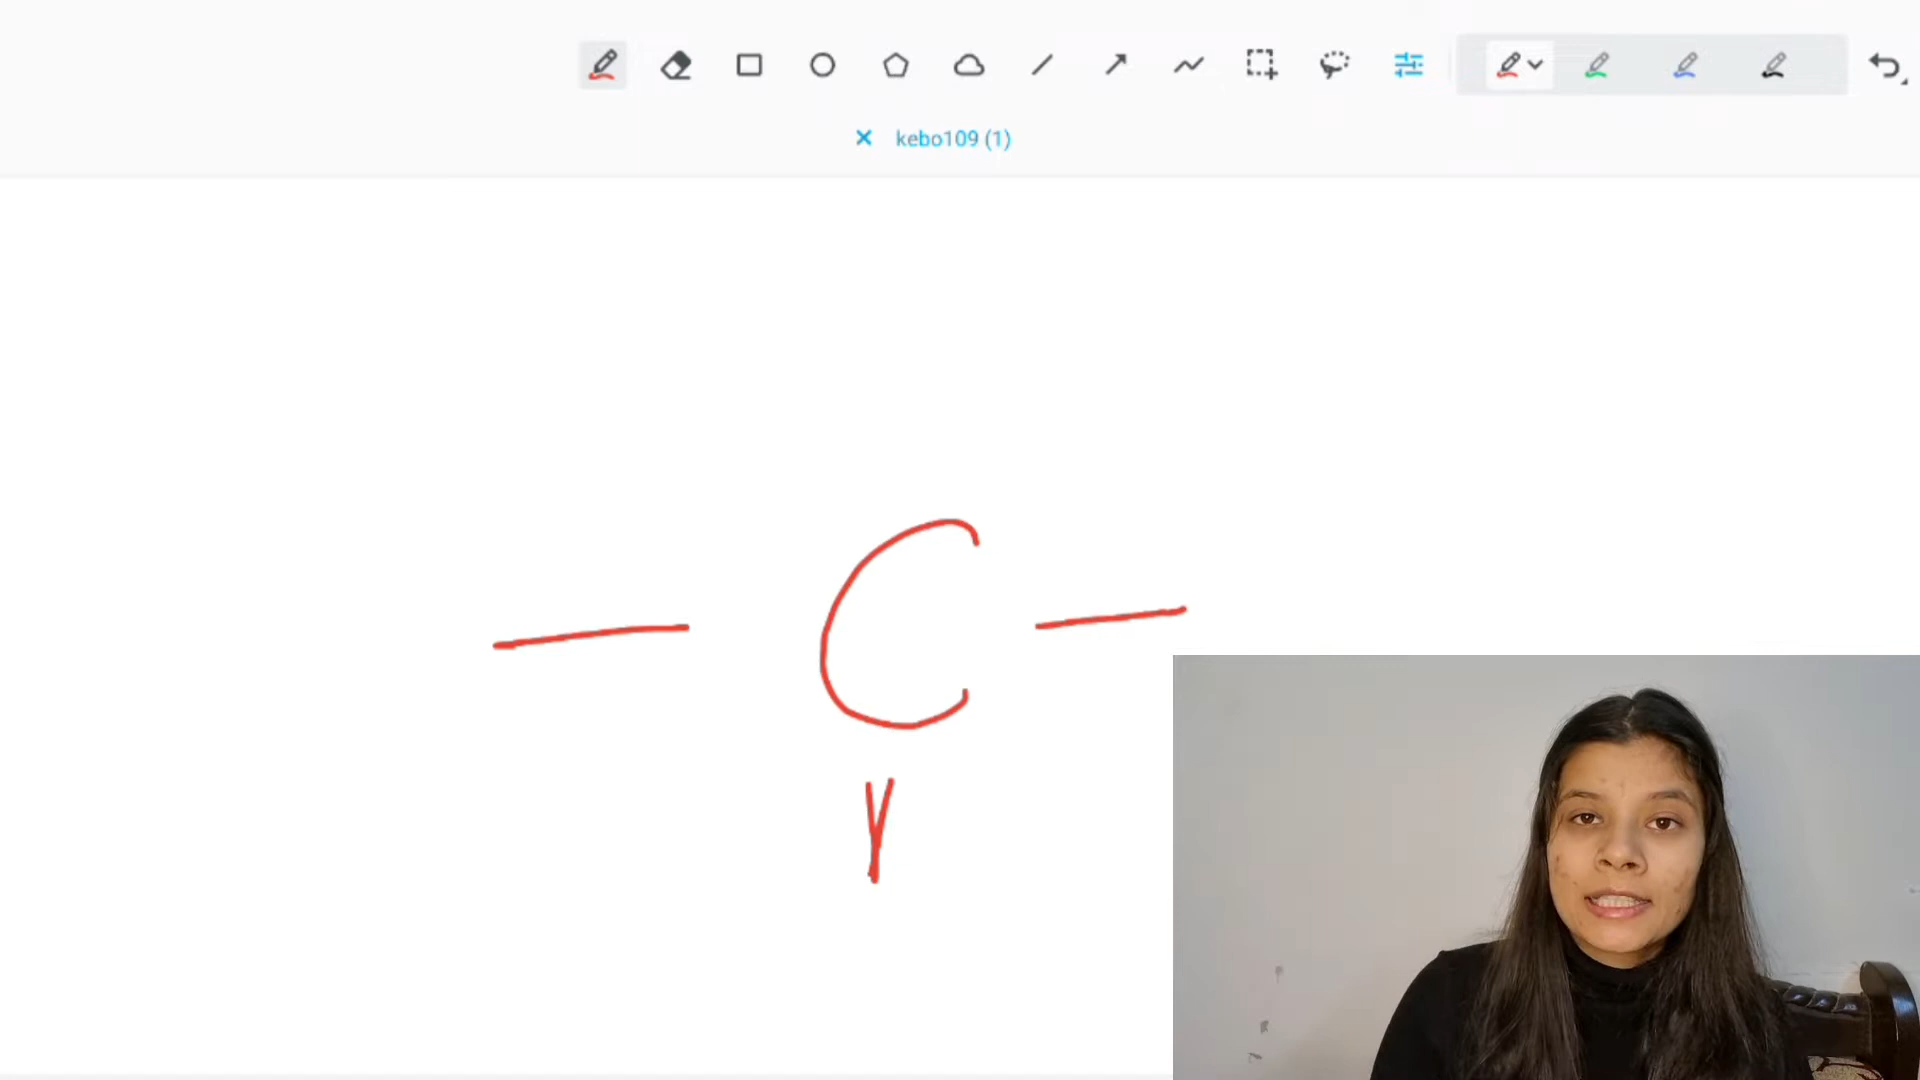 kebo109 (1)
— C —